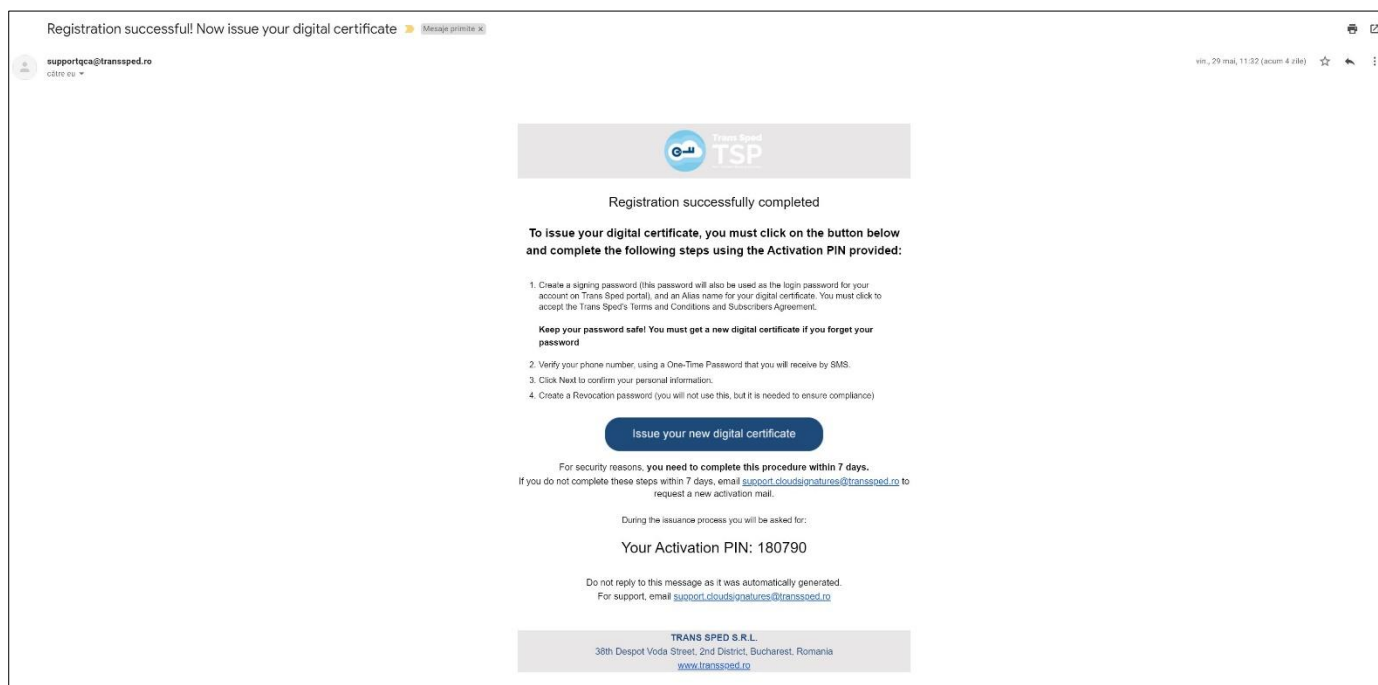 Registration successful! Now issue your digital certificate Mesaje primite x
supportqca@transsped.ro
către eu
vin., 29 mai, 11:32 (acum 4 zile)
Trans Sped
TSP
Registration successfully completed
To issue your digital certificate, you must click on the button below
and complete the following steps using the Activation PIN provided:
1. Create a signing password (this password will also be used as the login password for your
account on Trans Sped portal), and an Alias name for your digital certificate. You must click to
accept the Trans Sped's Terms and Conditions and Subscribers Agreement.
Keep your password safe! You must get a new digital certificate if you forget your
password
2. Verify your phone number, using a One-Time Password that you will receive by SMS.
3. Click Next to confirm your personal information.
4. Create a Revocation password (you will not use this, but it is needed to ensure compliance)
Issue your new digital certificate
For security reasons, you need to complete this procedure within 7 days.
If you do not complete these steps within 7 days, email support.cloudsignatures@transsped.ro to
request a new activation mail.
During the issuance process you will be asked for:
Your Activation PIN: 180790
Do not reply to this message as it was automatically generated.
For support, email support.cloudsignatures@transsped.ro
TRANS SPED S.R.L.
38th Despot Voda Street, 2nd District, Bucharest, Romania
www.transsped.ro